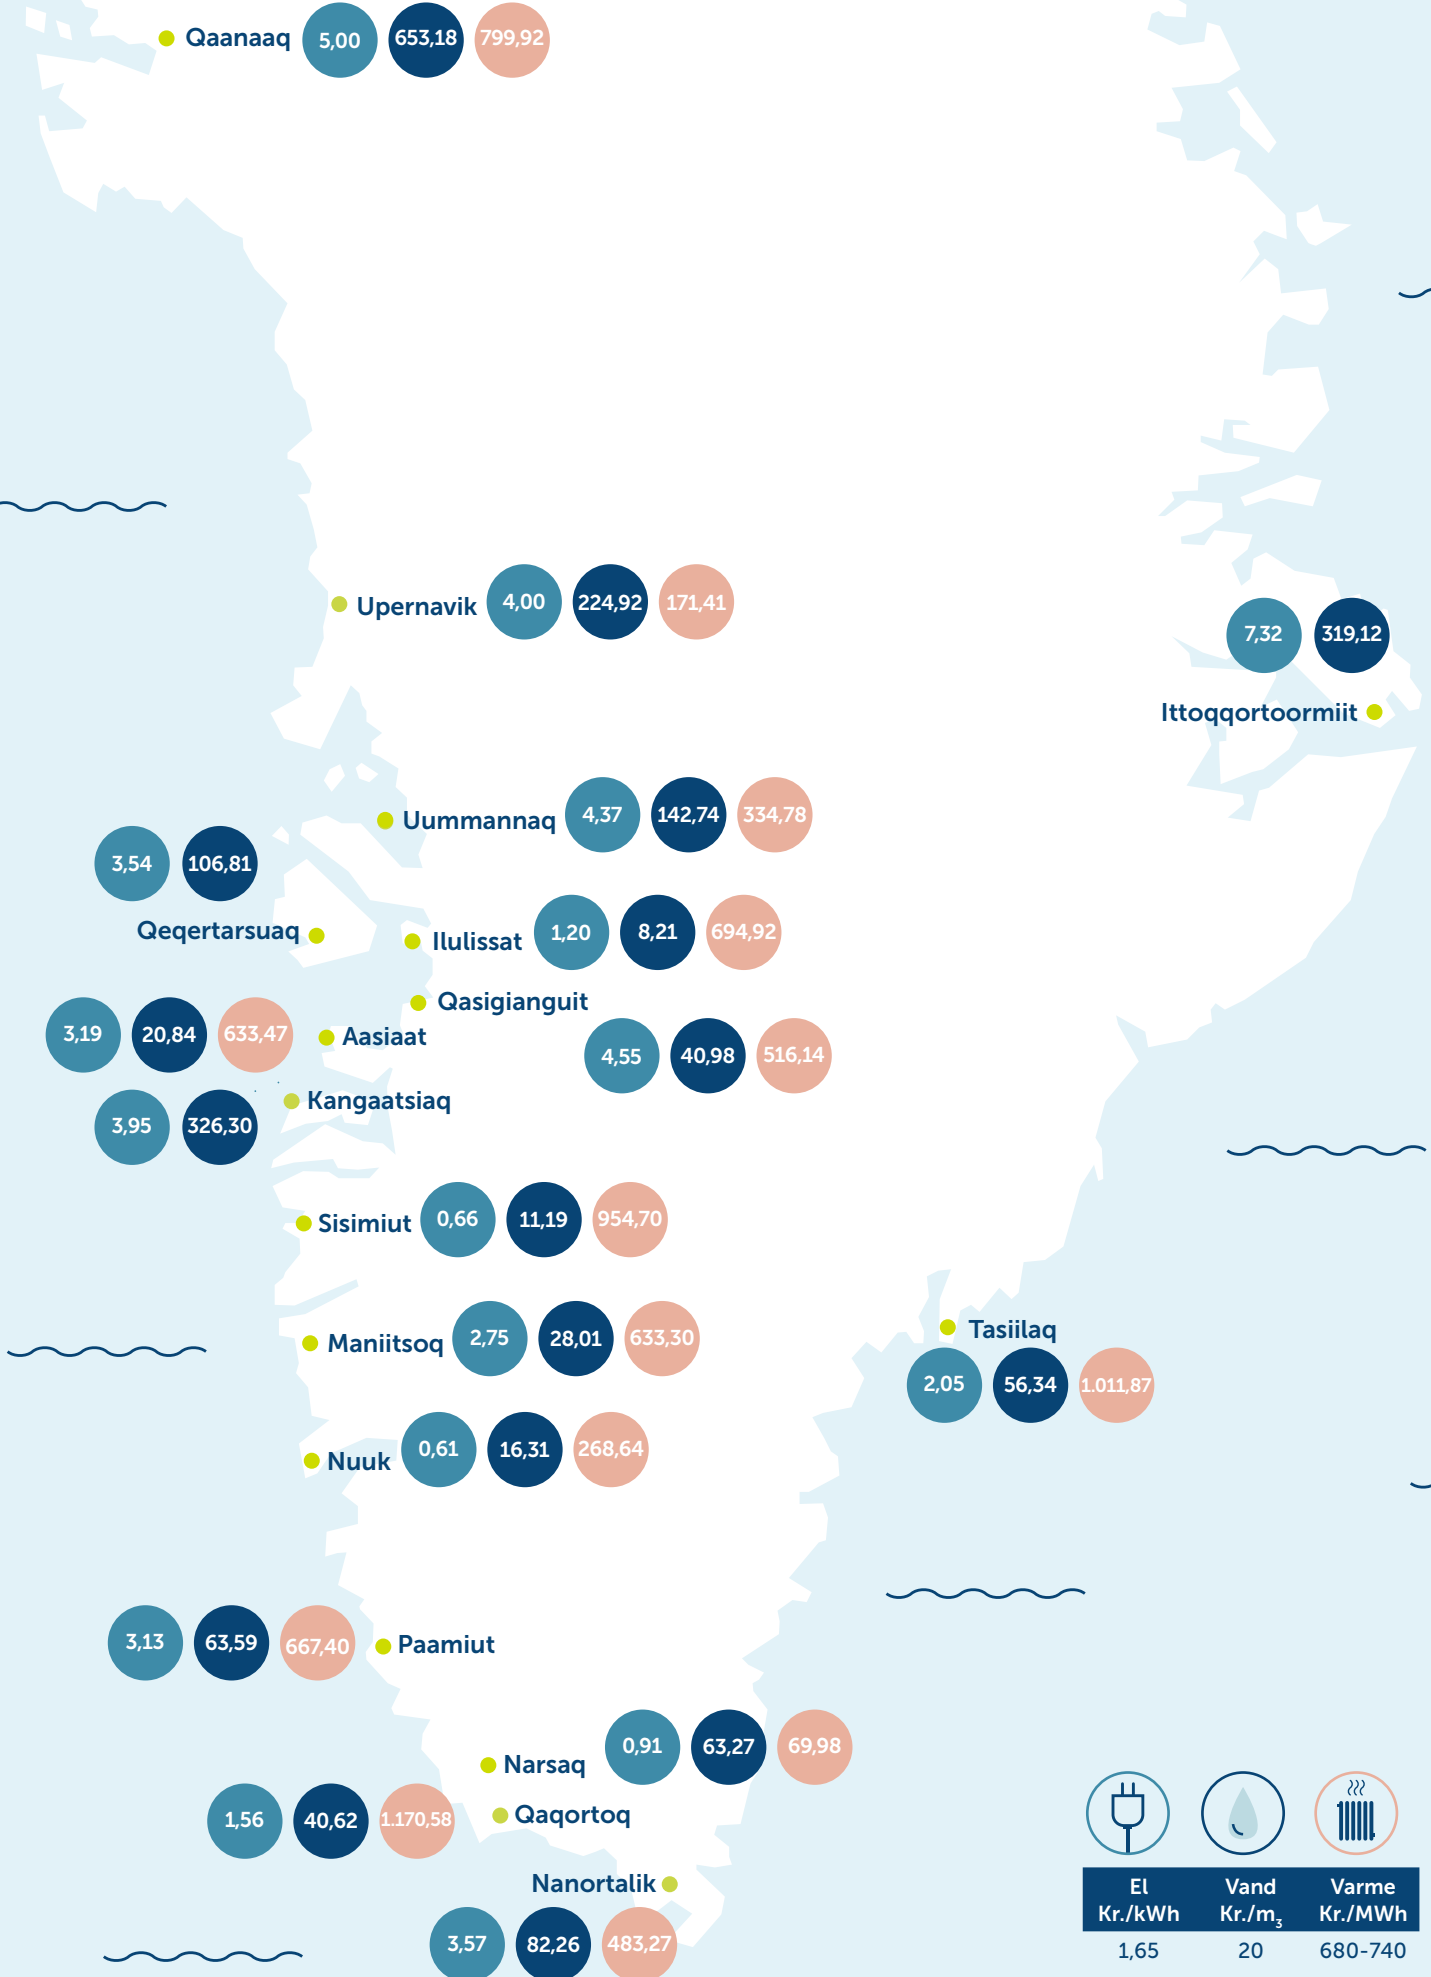 Qaanaaq 5,00 653,18 799,92
Upernavik 4,00 224,92 171,41
7,32 319,12
Ittoqqortoormiit
Uummannaq 4,37 142,74 334,78
3,54 106,81
Qeqertarsuaq
Ilulissat 1,20 8,21 694,92
Qasigianguit
4,55 40,98 516,14
3,19 20,84 633,47 Aasiaat
Kangaatsiaq
3,95 326,30
Sisimiut 0,66 11,19 954,70
Maniitsoq 2,75 28,01 633,30
Tasiilaq
2,05 56,34 1.011,87
Nuuk 0,61 16,31 268,64
3,13 63,59 667,40 Paamiut
Narsaq 0,91 63,27 69,98
1,56 40,62 1.170,58 Qaqortoq
Nanortalik
3,57 82,26 483,27
El Vand Varme
Kr./kWh Kr./m₃ Kr./MWh
1,65 20 680-740